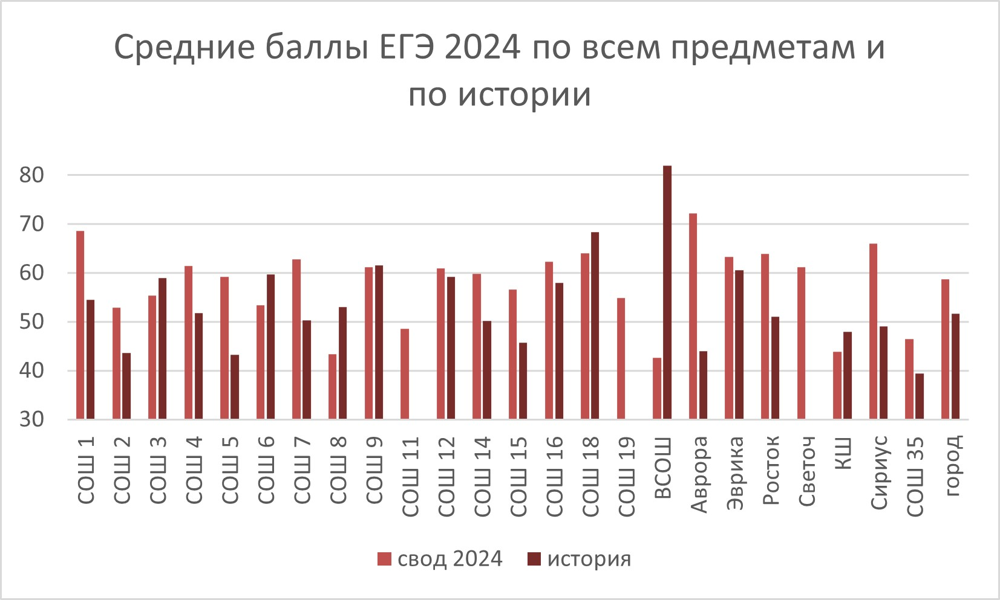 Средние баллы ЕГЭ 2024 по всем предметам и
по истории
80
70
60
50
40
30
СОШ 1
СОШ 2
СОШ 3
СОШ 4
СОШ 5
СОШ 6
СОШ 7
СОШ 8
СОШ 9
СОШ 11
СОШ 12
СОШ 14
СОШ 15
СОШ 16
СОШ 18
СОШ 19
ВСОШ
Аврора
Эврика
Росток
Светоч
КШ
Сириус
СОШ 35
город
свод 2024
история